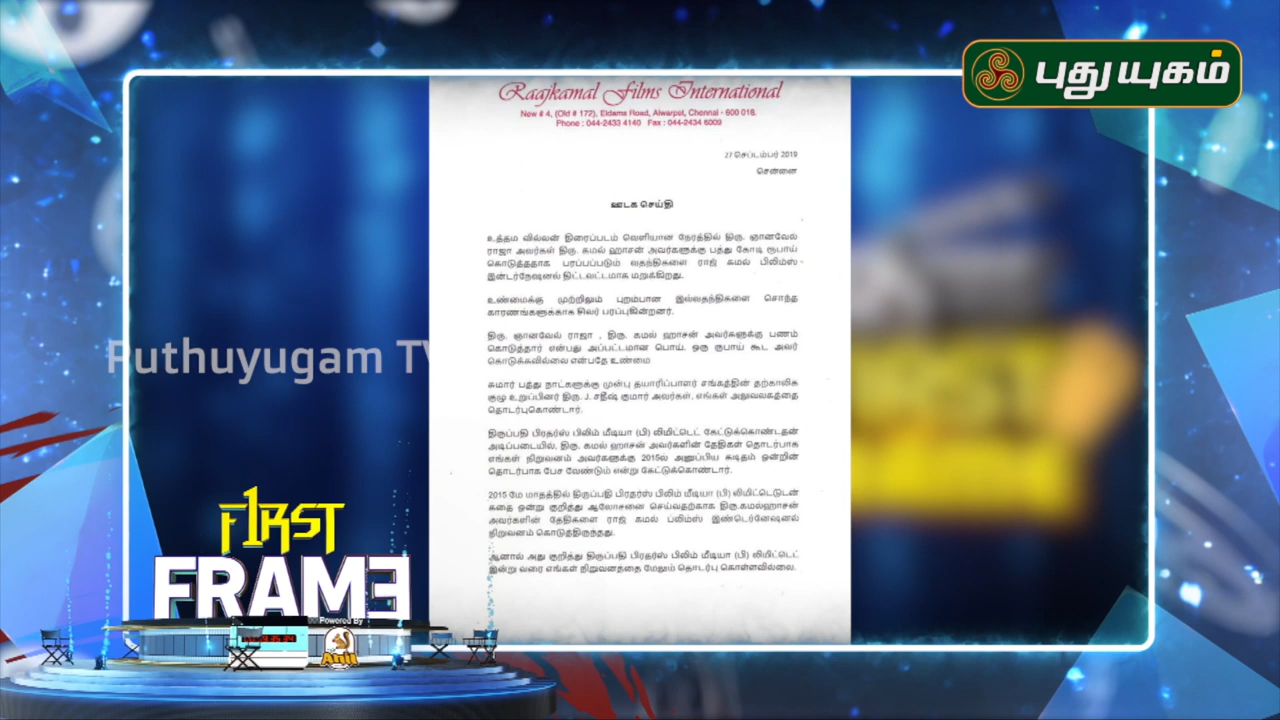 புதுயுகம்
Raajkamal Films International
New # 4, (Old # 172), Eldams Road, Alwarpet, Chennai - 600 018.
Phone : 044-2433 4140 Fax : 044-2434 6009
27 செப்டம்பர் 2019
சென்னை
ஊடக செய்தி
உத்தம வில்லன் திரைப்படம் வெளியான நேரத்தில் திரு. ஞானவேல்
ராஜா அவர்கள் திரு. கமல் ஹாசன் அவர்களுக்கு பத்து கோடி ரூபாய்
கொடுத்ததாக பரப்பப்படும் வதந்திகளை ராஜ் கமல் பிலிம்ஸ்
இன்டர்நேஷனல் திட்டவட்டமாக மறுக்கிறது.
உண்மைக்கு முற்றிலும் புறம்பான இவ்வதந்திகளை சொந்த
காரணங்களுக்காக சிலர் பரப்புகின்றனர்.
திரு. ஞானவேல் ராஜா , திரு. கமல் ஹாசன் அவர்களுக்கு பணம்
கொடுத்தார் என்பது அப்பட்டமான பொய். ஒரு ரூபாய் கூட அவர்
கொடுக்கவில்லை என்பதே உண்மை
சுமார் பத்து நாட்களுக்கு முன்பு தயாரிப்பாளர் சங்கத்தின் தற்காலிக
குழு உறுப்பினர் திரு. J. சதீஷ் குமார் அவர்கள், எங்கள் அலுவலகத்தை
தொடர்புகொண்டார்.
திருப்பதி பிரதர்ஸ் பிலிம் மீடியா (பி) லிமிட்டெட் கேட்டுக்கொண்டதன்
அடிப்படையில், திரு. கமல் ஹாசன் அவர்களின் தேதிகள் தொடர்பாக
எங்கள் நிறுவனம் அவர்களுக்கு 2015ல் அனுப்பிய கடிதம் ஒன்றின்
தொடர்பாக பேச வேண்டும் என்று கேட்டுக்கொண்டார்.
2015 மே மாதத்தில் திருப்பதி பிரதர்ஸ் பிலிம் மீடியா (பி) லிமிட்டெடுடன்
கதை ஒன்று குறித்து ஆலோசனை செய்வதற்காக திரு.கமல்ஹாசன்
அவர்களின் தேதிகளை ராஜ் கமல் ப்லிம்ஸ் இண்டெர்னேஷனல்
நிறுவனம் கொடுத்திருந்தது.
ஆனால் அது குறித்து திருப்பதி பிரதர்ஸ் பிலிம் மீடியா (பி) லிமிட்டெட்
இன்று வரை எங்கள் நிறுவனத்தை மேலும் தொடர்பு கொள்ளவில்லை.
Puthuyugam TV
F1RST
FRAME
Powered By
Anil